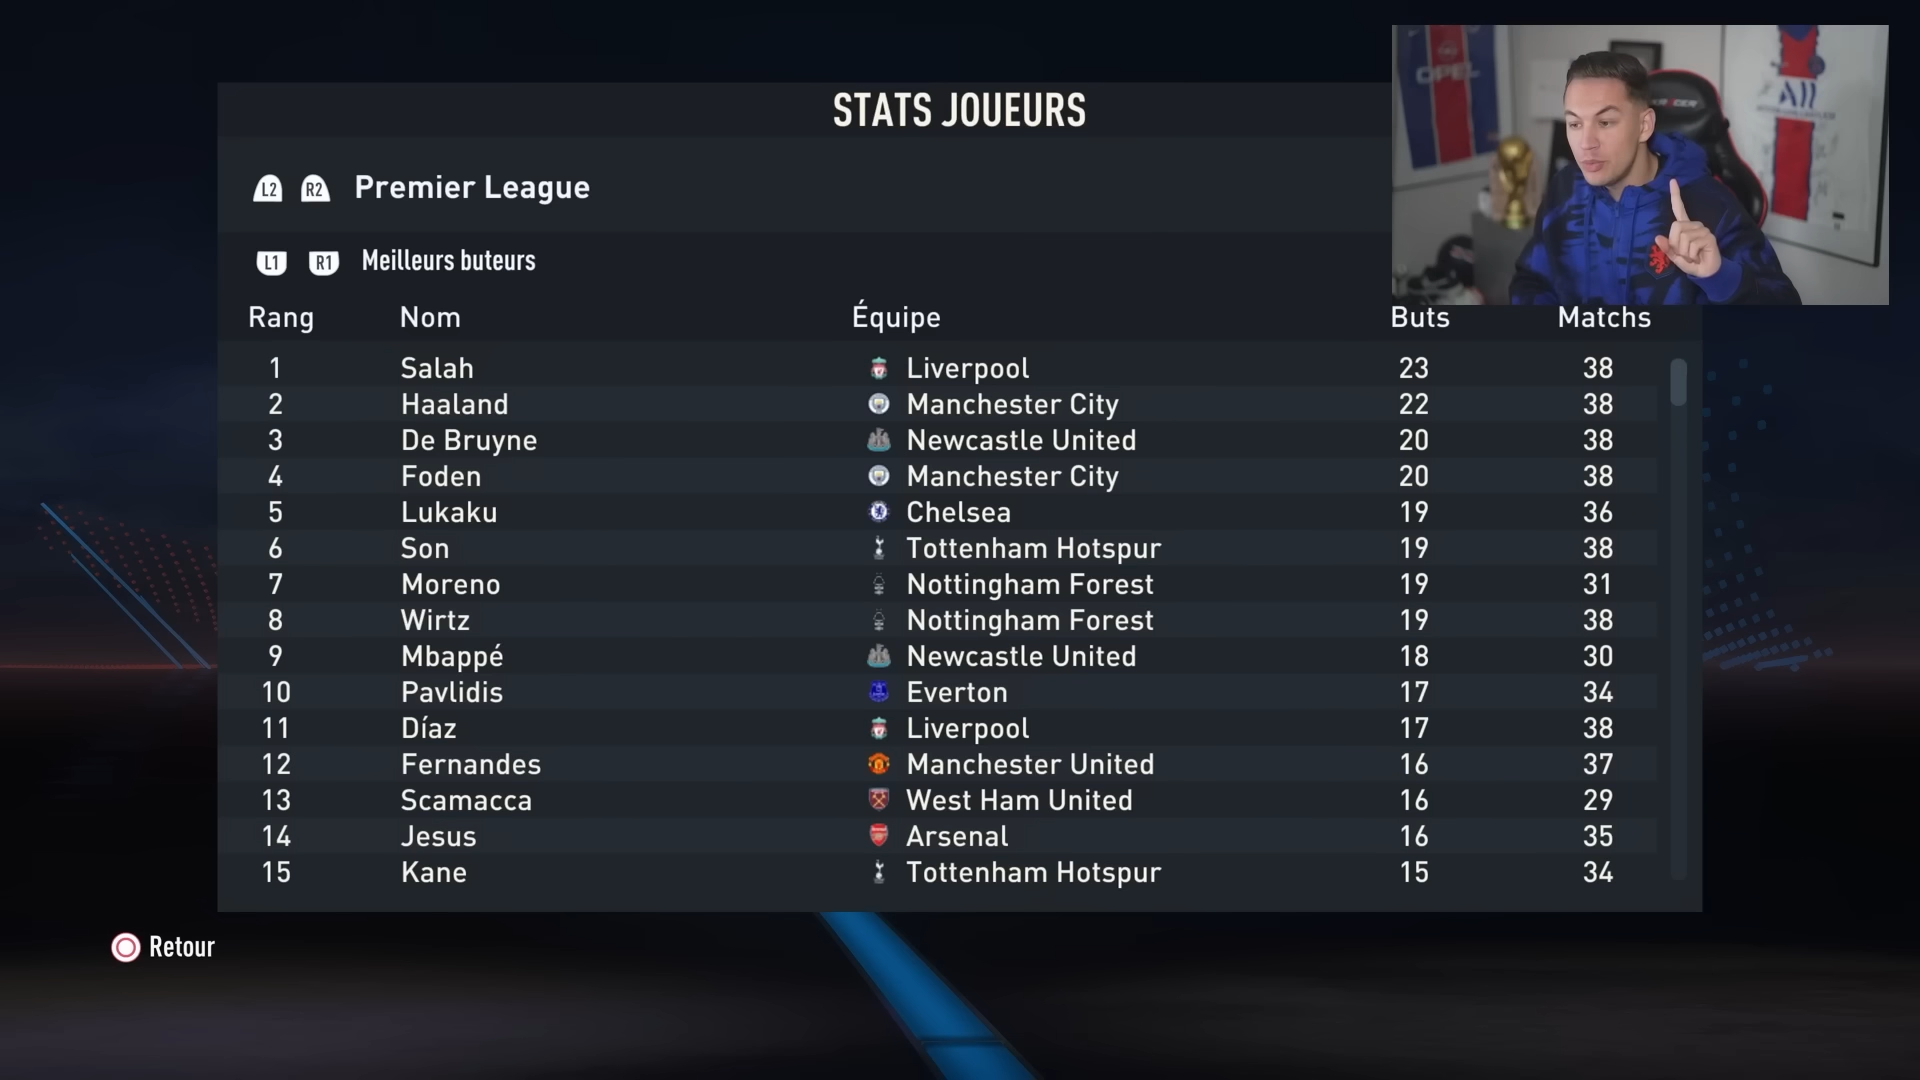 STATS JOUEURS
L2 R2 Premier League
L1 R1 Meilleurs buteurs
Rang Nom Équipe Buts Matchs
1 Salah Liverpool 23 38
2 Haaland Manchester City 22 38
3 De Bruyne Newcastle United 20 38
4 Foden Manchester City 20 38
5 Lukaku Chelsea 19 36
6 Son Tottenham Hotspur 19 38
7 Moreno Nottingham Forest 19 31
8 Wirtz Nottingham Forest 19 38
9 Mbappé Newcastle United 18 30
10 Pavlidis Everton 17 34
11 Díaz Liverpool 17 38
12 Fernandes Manchester United 16 37
13 Scamacca West Ham United 16 29
14 Jesus Arsenal 16 35
15 Kane Tottenham Hotspur 15 34
Retour
OPEL
All